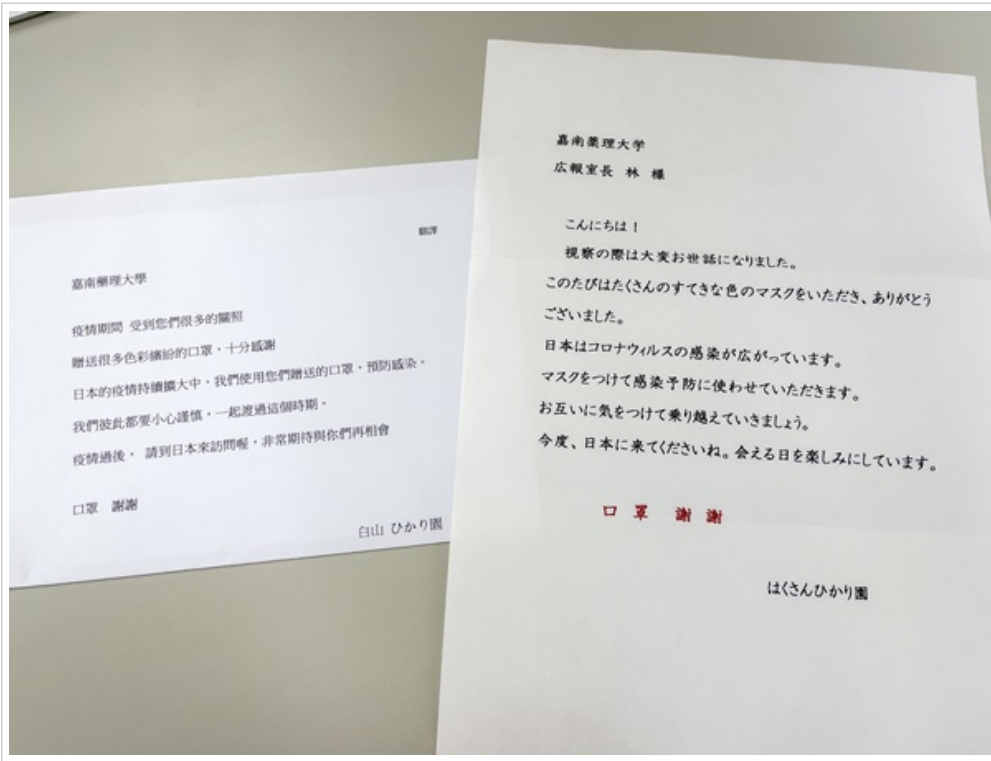 翻譯
嘉南藥理大學
疫情期間 受到您們很多的關照
贈送很多色彩繽紛的口罩，十分感謝
日本的疫情持續擴大中，我們使用您們贈送的口罩，預防感染。
我們彼此都要小心謹慎，一起渡過這個時期。
疫情過後， 請到日本來訪問喔，非常期待與你們再相會
口罩 謝謝
白山 ひかり園
嘉南薬理大学
広報室長 林 様
こんにちは！
視察の際は大変お世話になりました。
このたびはたくさんのすてきな色のマスクをいただき、ありがとう
ございました。
日本はコロナウィルスの感染が広がっています。
マスクをつけて感染予防に使わせていただきます。
お互いに気をつけて乗り越えていきましょう。
今度、日本に来てくださいね。会える日を楽しみにしています。
口罩 謝謝
はくさんひかり園